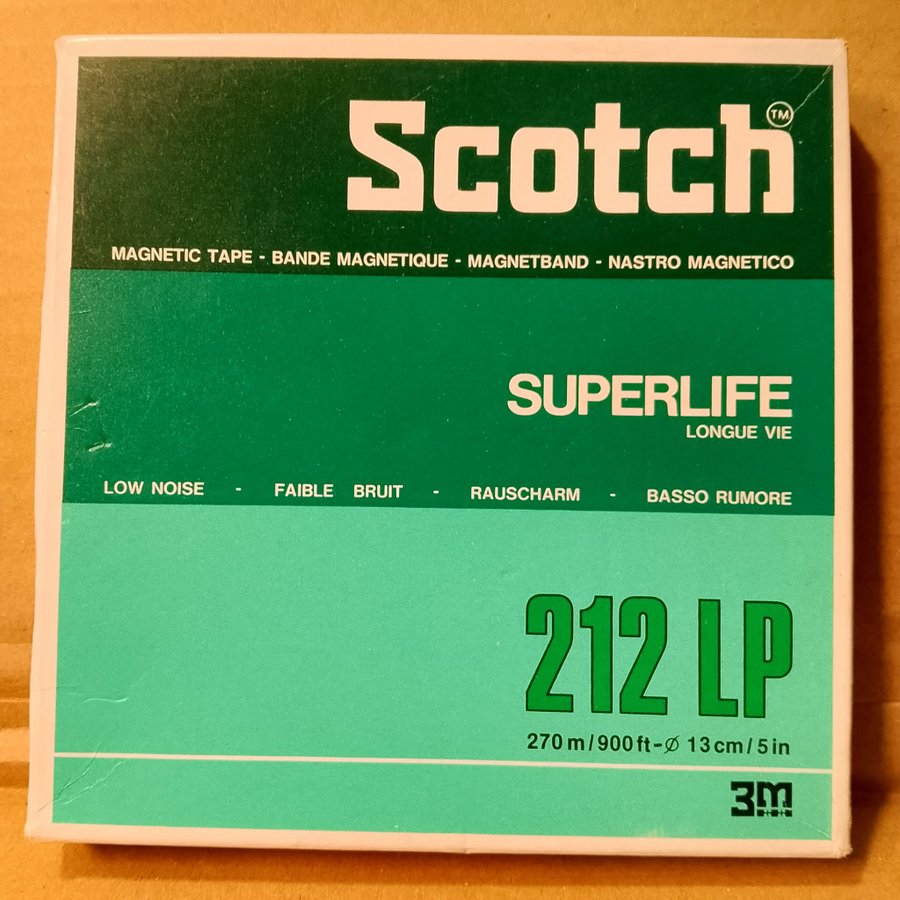 Scotch™
MAGNETIC TAPE - BANDE MAGNETIQUE - MAGNETBAND - NASTRO MAGNETICO
SUPERLIFE
LONGUE VIE
LOW NOISE - FAIBLE BRUIT - RAUSCHARM - BASSO RUMORE
212 LP
270 m / 900 ft - Ø 13 cm / 5 in
3M